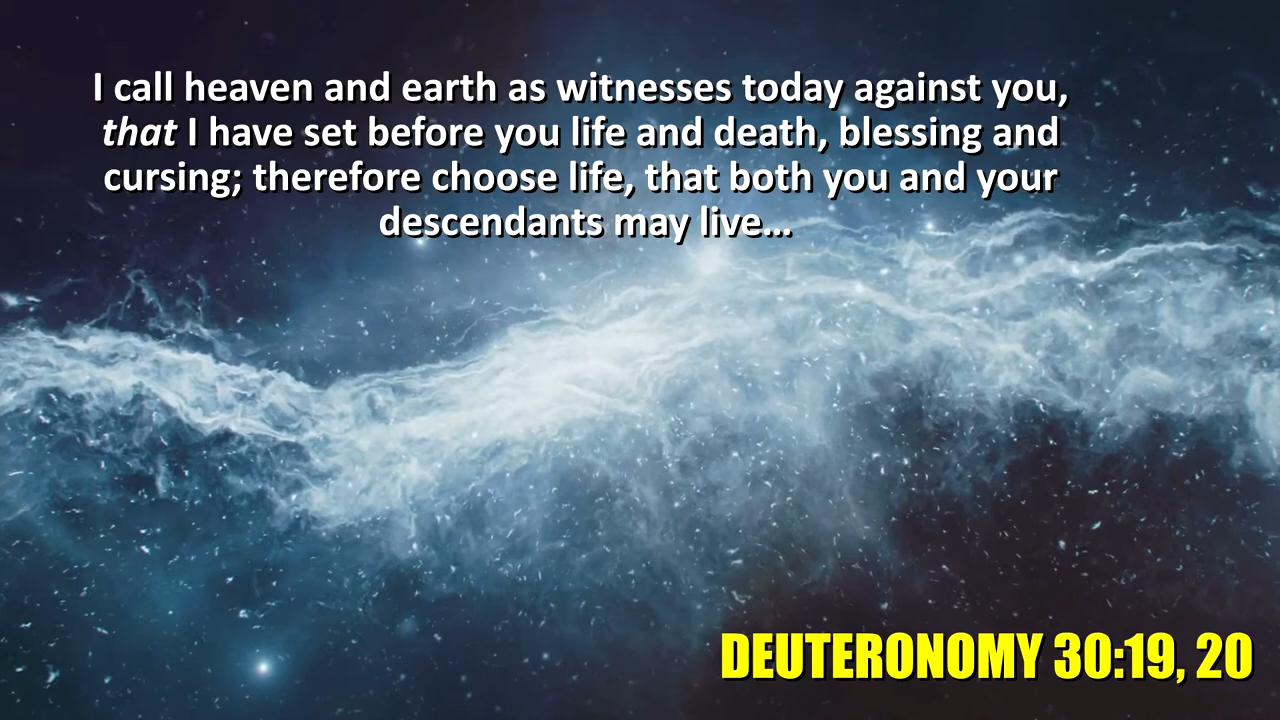 I call heaven and earth as witnesses today against you,
that I have set before you life and death, blessing and
cursing; therefore choose life, that both you and your
descendants may live…
DEUTERONOMY 30:19, 20